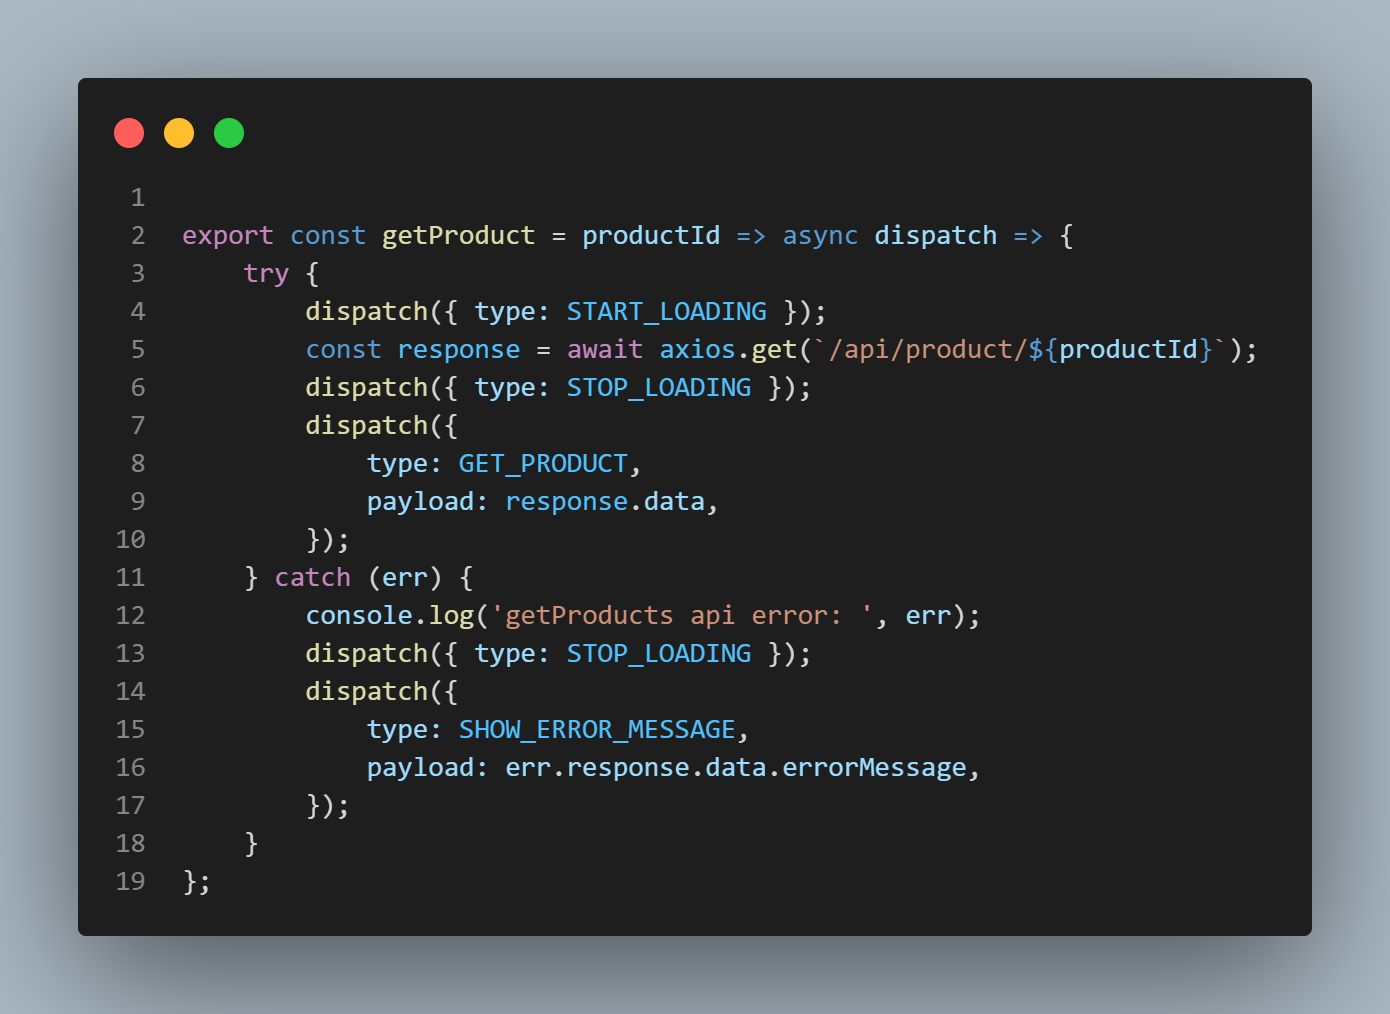 1
2 export const getProduct = productId => async dispatch => {
3     try {
4         dispatch({ type: START_LOADING });
5         const response = await axios.get(`/api/product/${productId}`);
6         dispatch({ type: STOP_LOADING });
7         dispatch({
8             type: GET_PRODUCT,
9             payload: response.data,
10         });
11     } catch (err) {
12         console.log('getProducts api error: ', err);
13         dispatch({ type: STOP_LOADING });
14         dispatch({
15             type: SHOW_ERROR_MESSAGE,
16             payload: err.response.data.errorMessage,
17         });
18     }
19 };